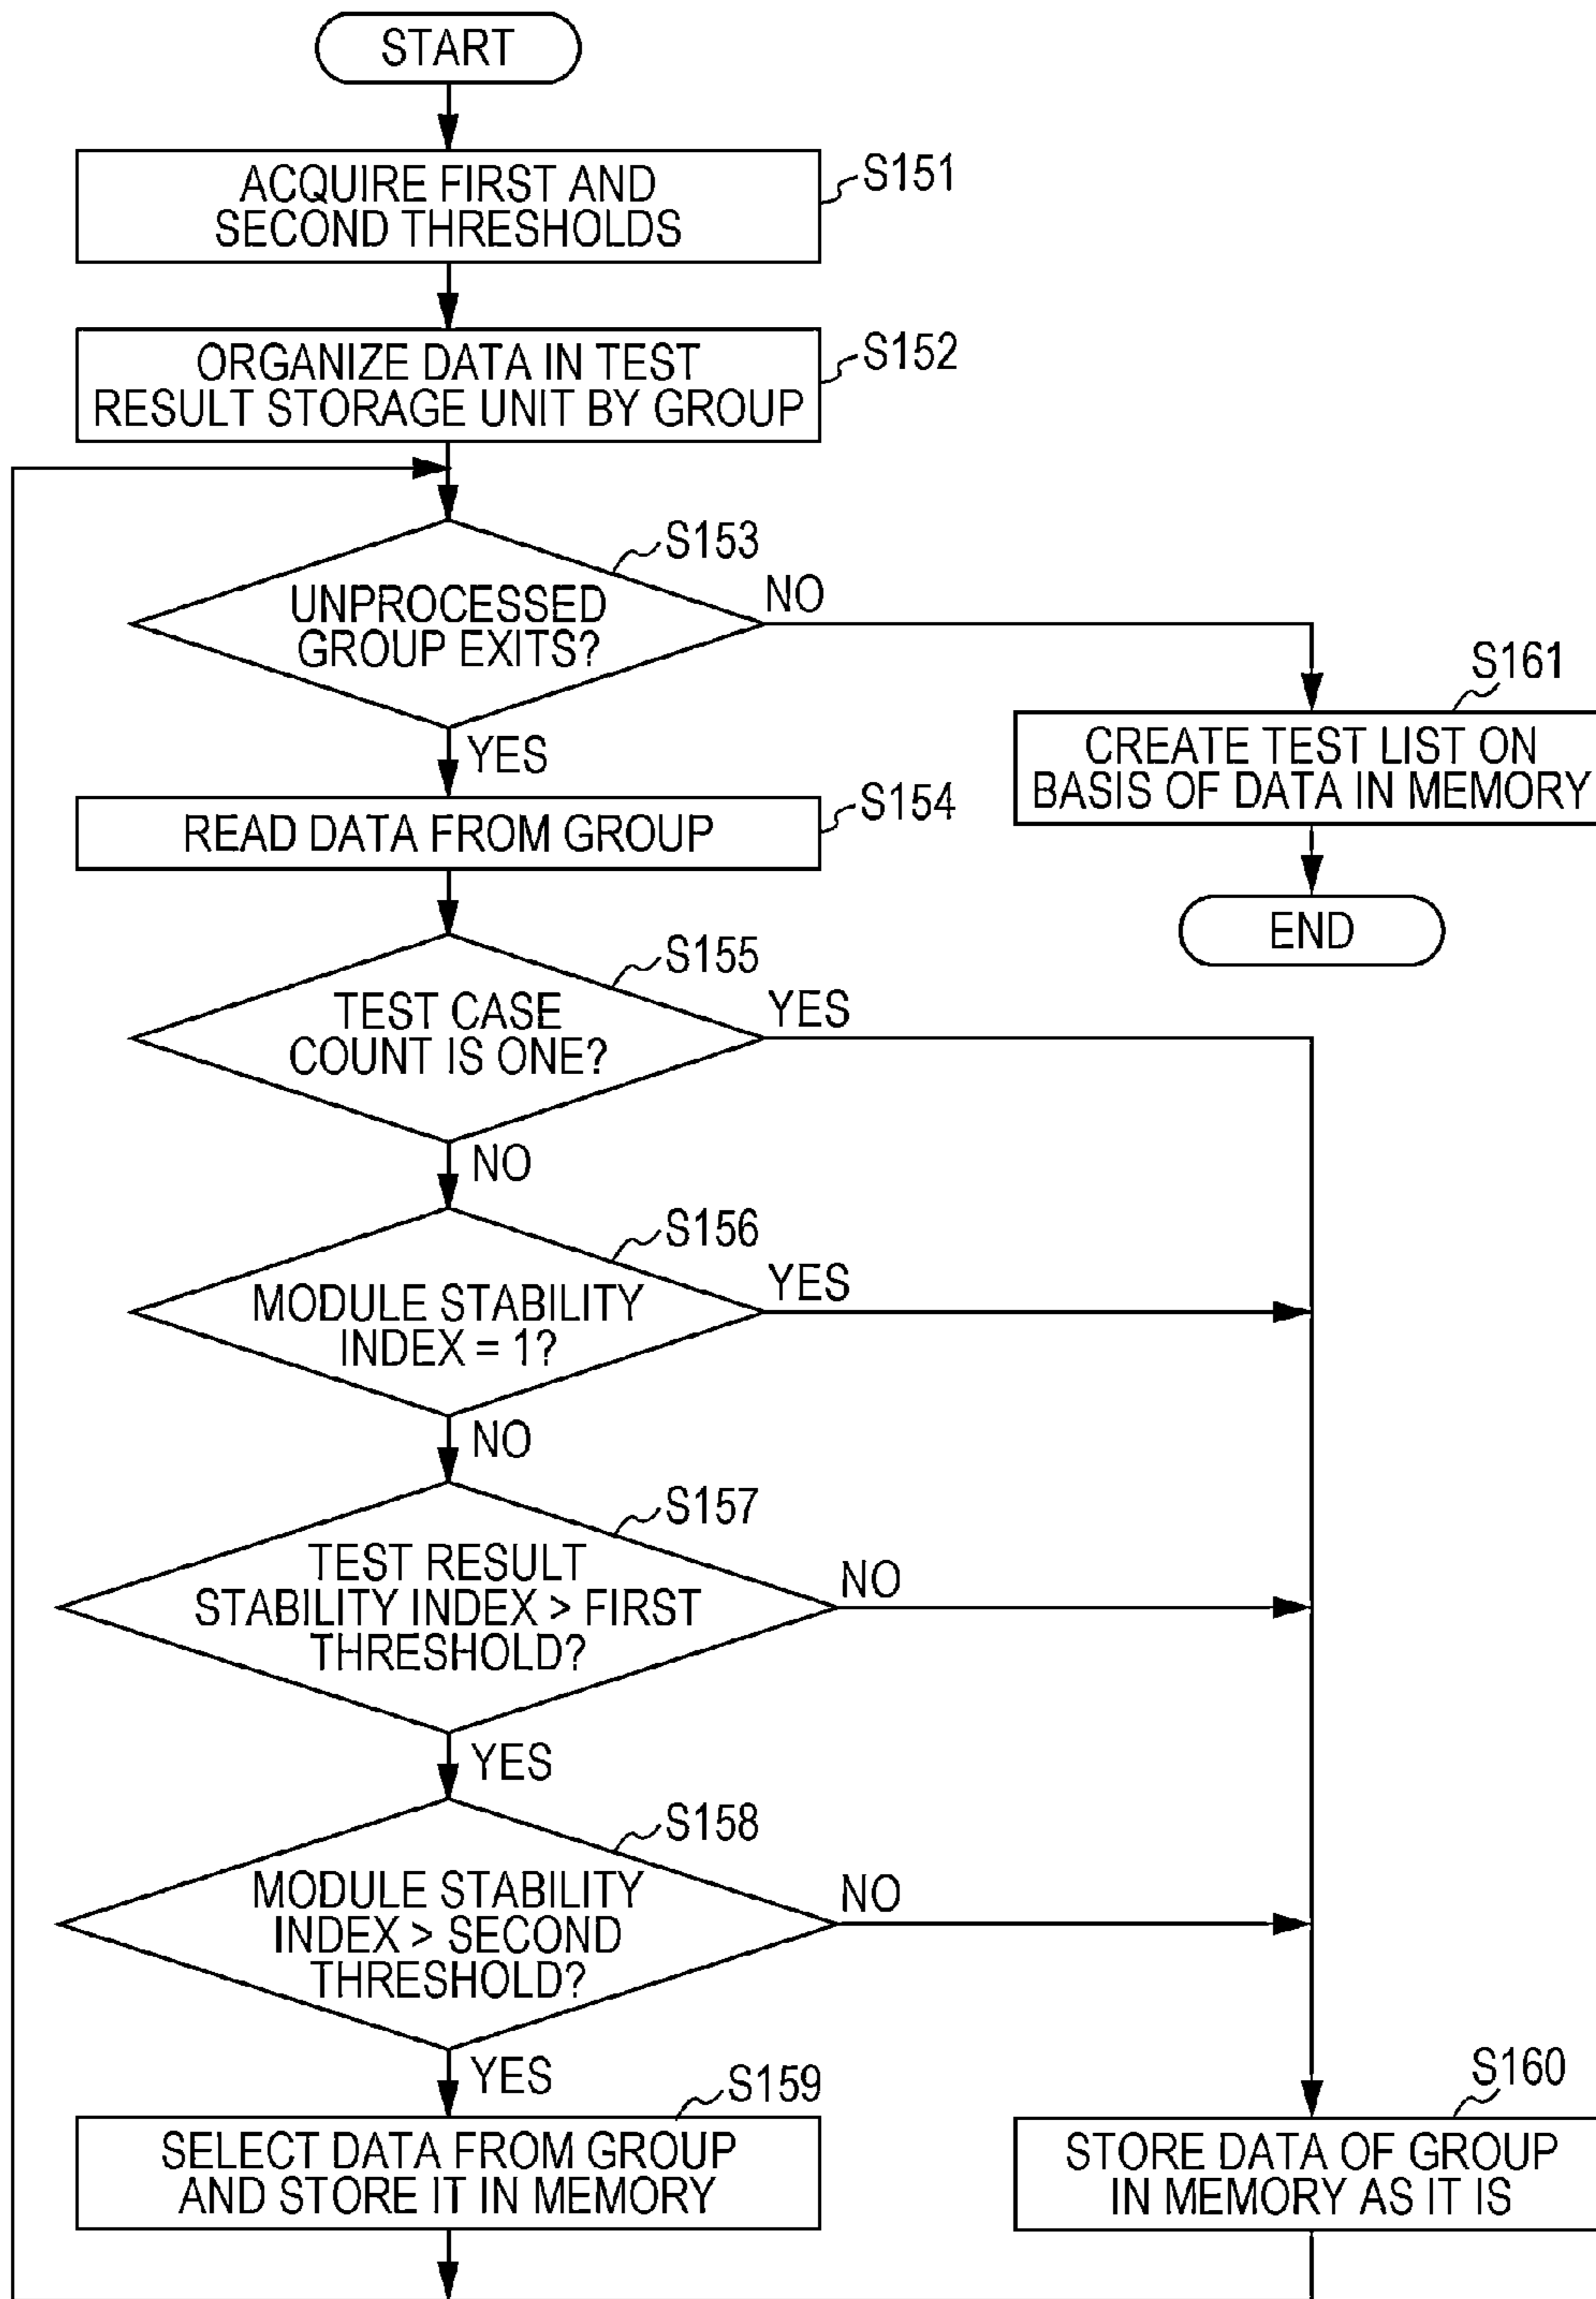 START
ACQUIRE FIRST AND
SECOND THRESHOLDS
S151
ORGANIZE DATA IN TEST
RESULT STORAGE UNIT BY GROUP
S152
S153
UNPROCESSED
GROUP EXITS?
NO
YES
S161
CREATE TEST LIST ON
BASIS OF DATA IN MEMORY
END
S154
READ DATA FROM GROUP
S155
TEST CASE
COUNT IS ONE?
YES
NO
S156
MODULE STABILITY
INDEX = 1?
YES
NO
S157
TEST RESULT
STABILITY INDEX > FIRST
THRESHOLD?
NO
YES
S158
MODULE STABILITY
INDEX > SECOND
THRESHOLD?
NO
YES
S159
SELECT DATA FROM GROUP
AND STORE IT IN MEMORY
S160
STORE DATA OF GROUP
IN MEMORY AS IT IS